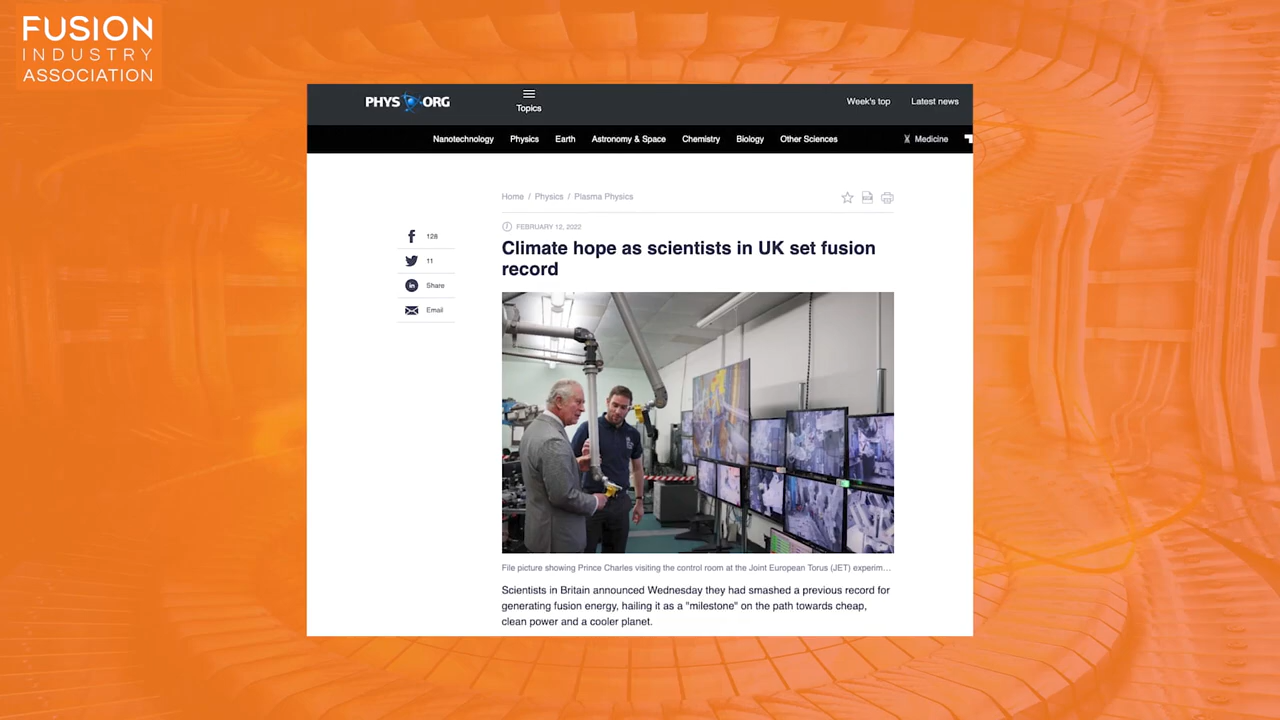 FUSION
INDUSTRY
ASSOCIATION
PHYS ORG
Topics
Week's top
Latest news
Nanotechnology Physics Earth Astronomy & Space Chemistry Biology Other Sciences Medicine
Home / Physics / Plasma Physics
128
11
Share
Email
FEBRUARY 12, 2022
Climate hope as scientists in UK set fusion
record
File picture showing Prince Charles visiting the control room at the Joint European Torus (JET) experim...
Scientists in Britain announced Wednesday they had smashed a previous record for
generating fusion energy, hailing it as a "milestone" on the path towards cheap,
clean power and a cooler planet.